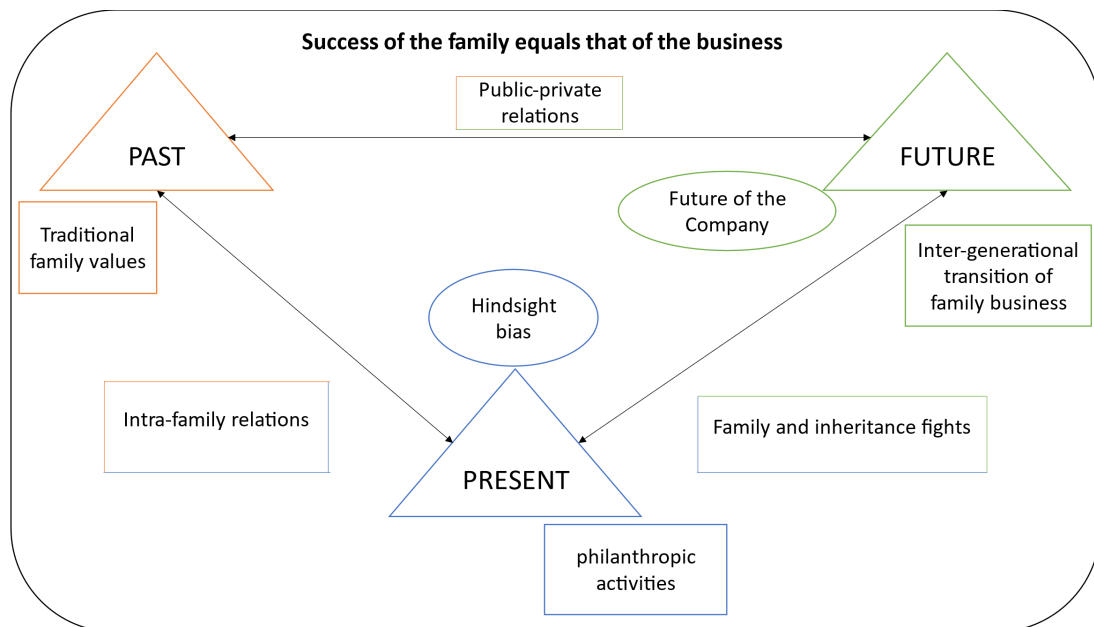 Success of the family equals that of the business
Public-private
relations
PAST
FUTURE
Future of the
Company
Traditional
family values
Inter-generational
transition of
family business
Hindsight
bias
Intra-family relations
Family and inheritance fights
PRESENT
philanthropic
activities